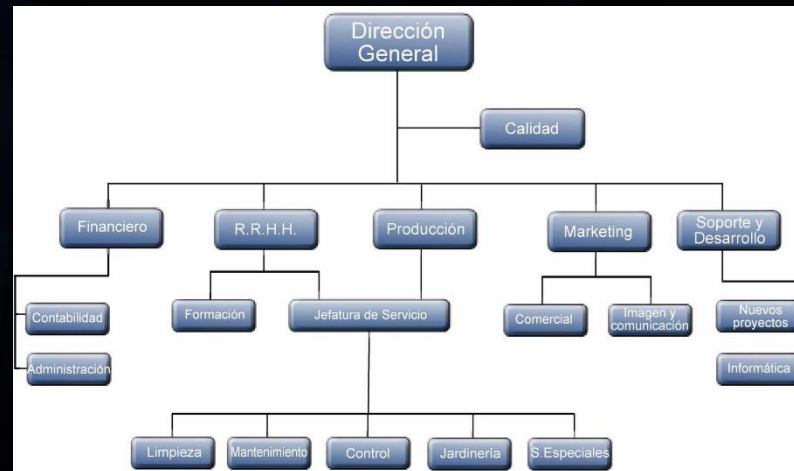 Dirección
General
Calidad
Financiero
R.R.H.H.
Producción
Marketing
Soporte y
Desarrollo
Contabilidad
Administración
Formación
Jefatura de Servicio
Comercial
Imagen y
comunicación
Nuevos
proyectos
Informática
Limpieza
Mantenimiento
Control
Jardinería
S.Especiales